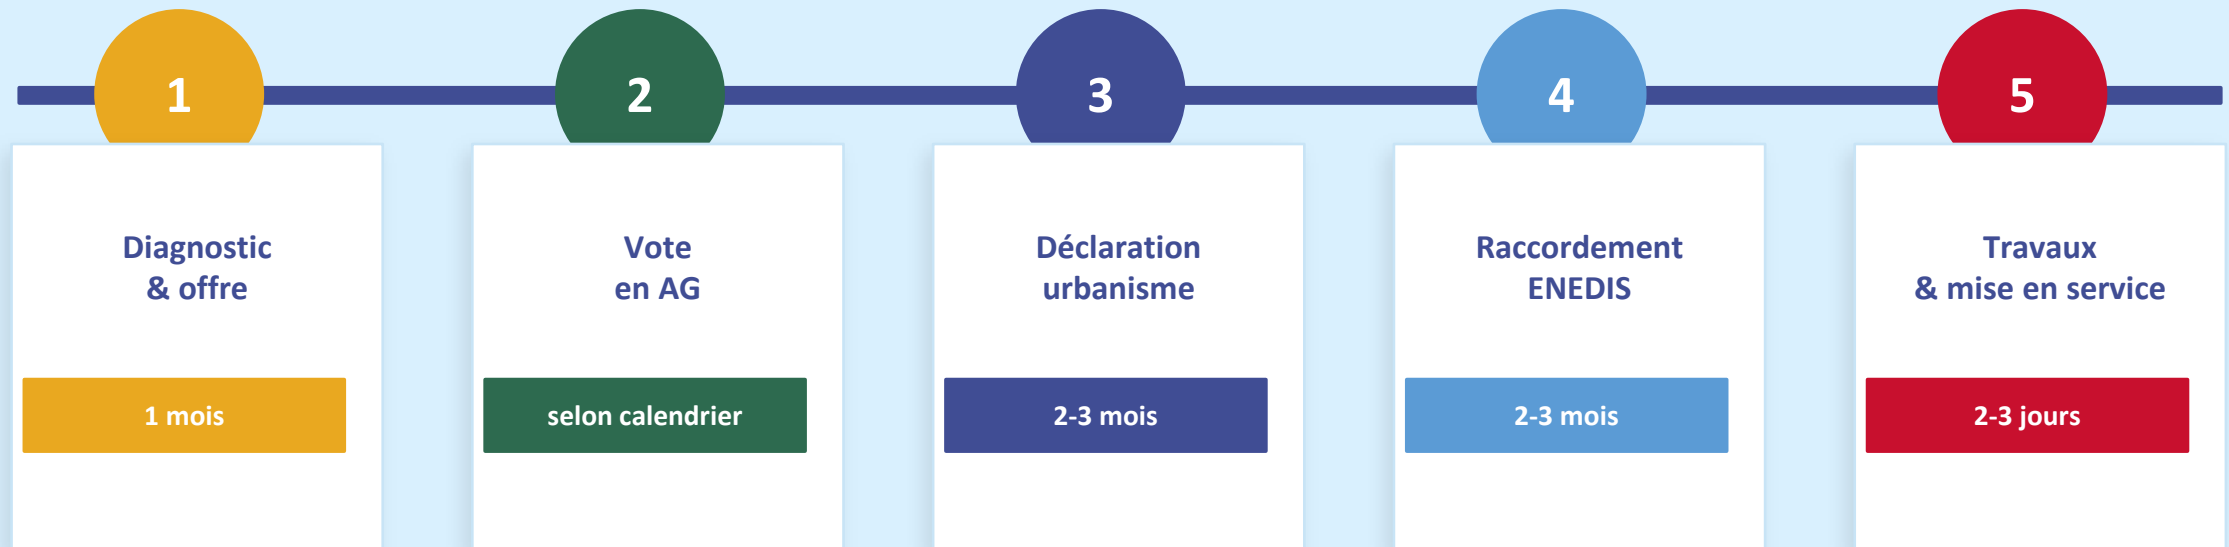 1
2
3
4
5
Diagnostic
& offre
1 mois
Vote
en AG
selon calendrier
Déclaration
urbanisme
2-3 mois
Raccordement
ENEDIS
2-3 mois
Travaux
& mise en service
2-3 jours